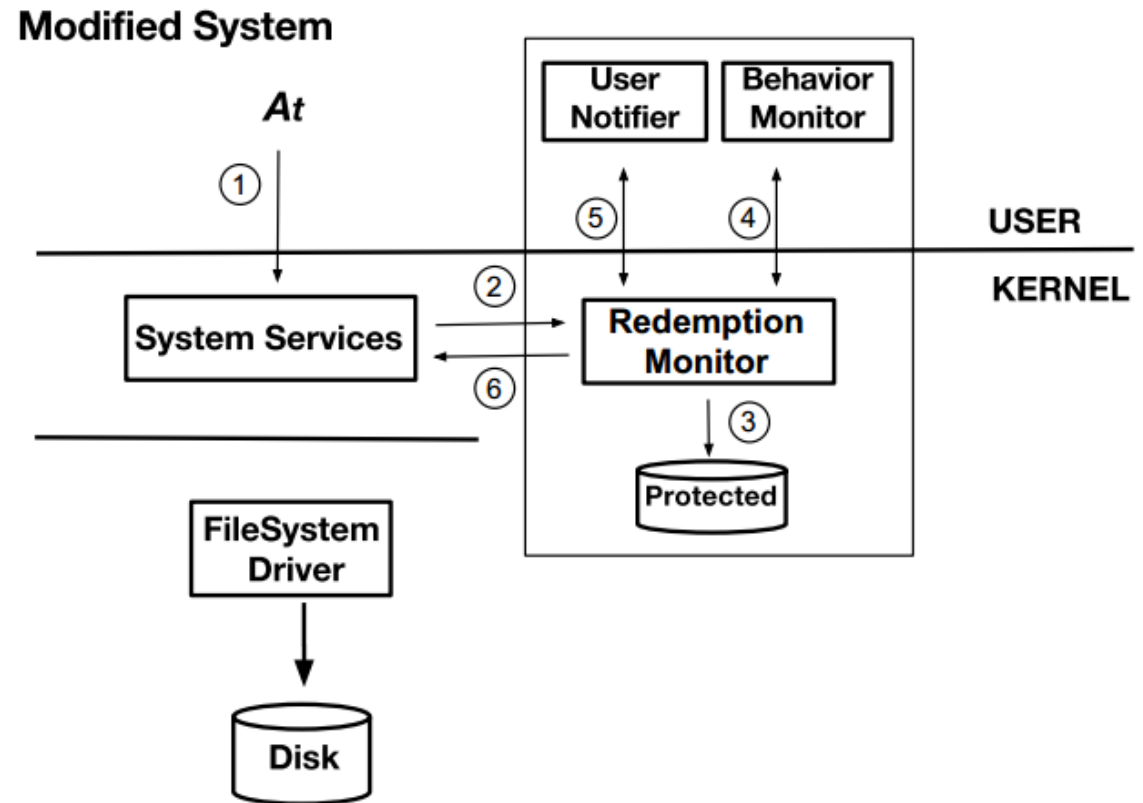 Modified System
At
User
Notifier
Behavior
Monitor
1
5
4
USER
KERNEL
2
System Services
Redemption
Monitor
6
3
Protected
FileSystem
Driver
Disk